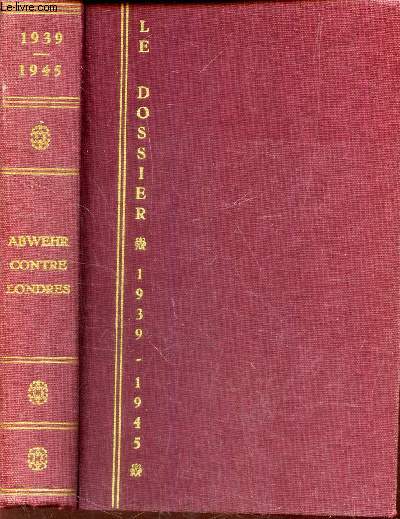 Le-livre.com
1939
1945
ABWEHR
CONTRE
LONDRES
LE DOSSIER 1939-1945